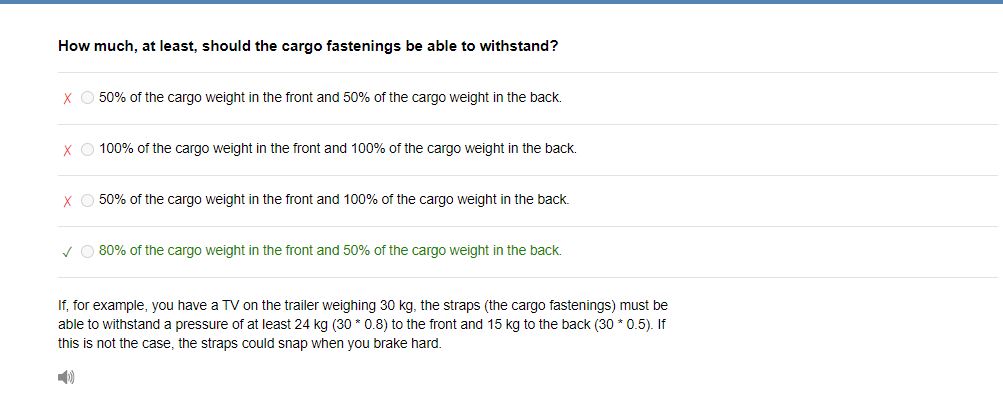 How much, at least, should the cargo fastenings be able to withstand?
X 50% of the cargo weight in the front and 50% of the cargo weight in the back.
X 100% of the cargo weight in the front and 100% of the cargo weight in the back.
X 50% of the cargo weight in the front and 100% of the cargo weight in the back.
✓ 80% of the cargo weight in the front and 50% of the cargo weight in the back.
If, for example, you have a TV on the trailer weighing 30 kg, the straps (the cargo fastenings) must be
able to withstand a pressure of at least 24 kg (30 * 0.8) to the front and 15 kg to the back (30 * 0.5). If
this is not the case, the straps could snap when you brake hard.